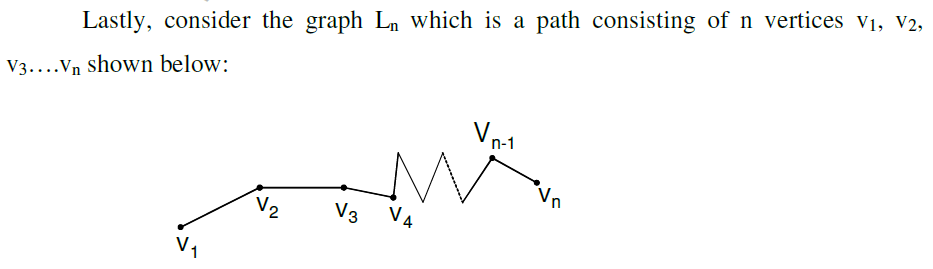 Lastly, consider the graph Lₙ which is a path consisting of n vertices v₁, v₂,
v₃....vₙ shown below:
Vₙ₋₁
V₂
V₃
V₄
Vₙ
V₁